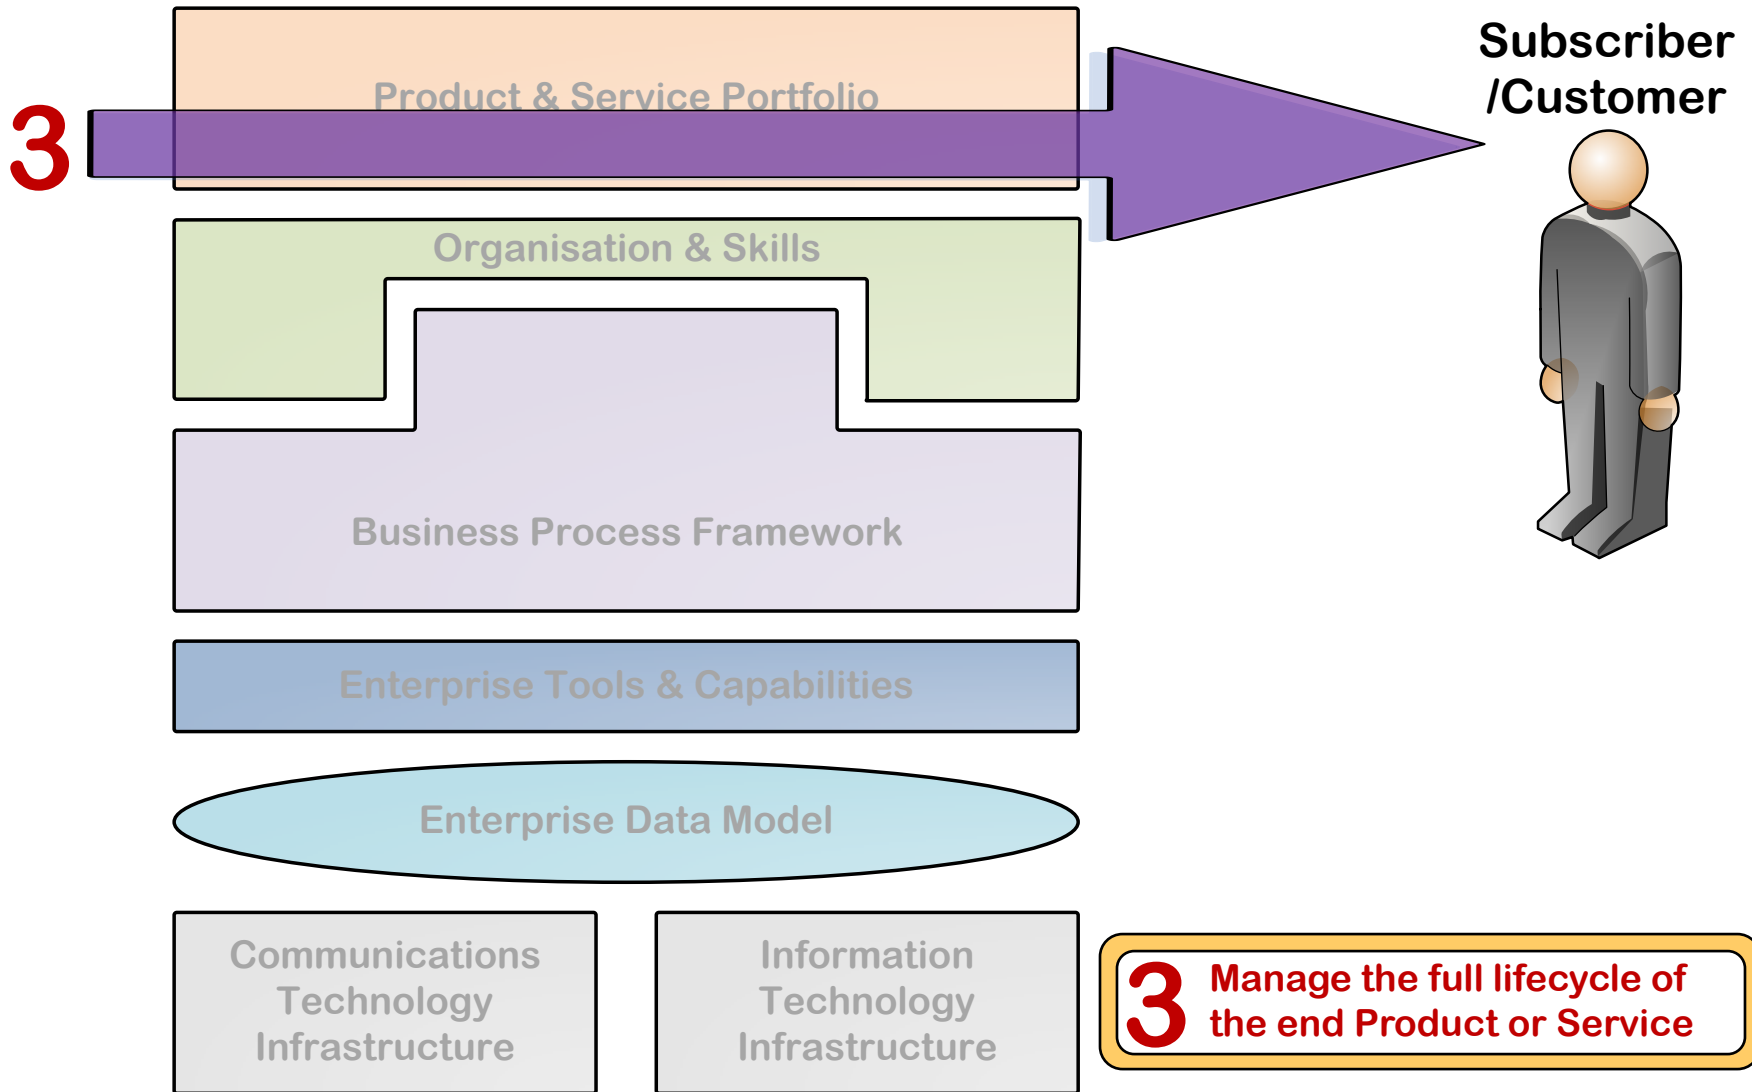 Subscriber
/Customer
Product & Service Portfolio
3
Organisation & Skills
Business Process Framework
Enterprise Tools & Capabilities
Enterprise Data Model
Communications
Technology
Infrastructure
Information
Technology
Infrastructure
3
Manage the full lifecycle of
the end Product or Service